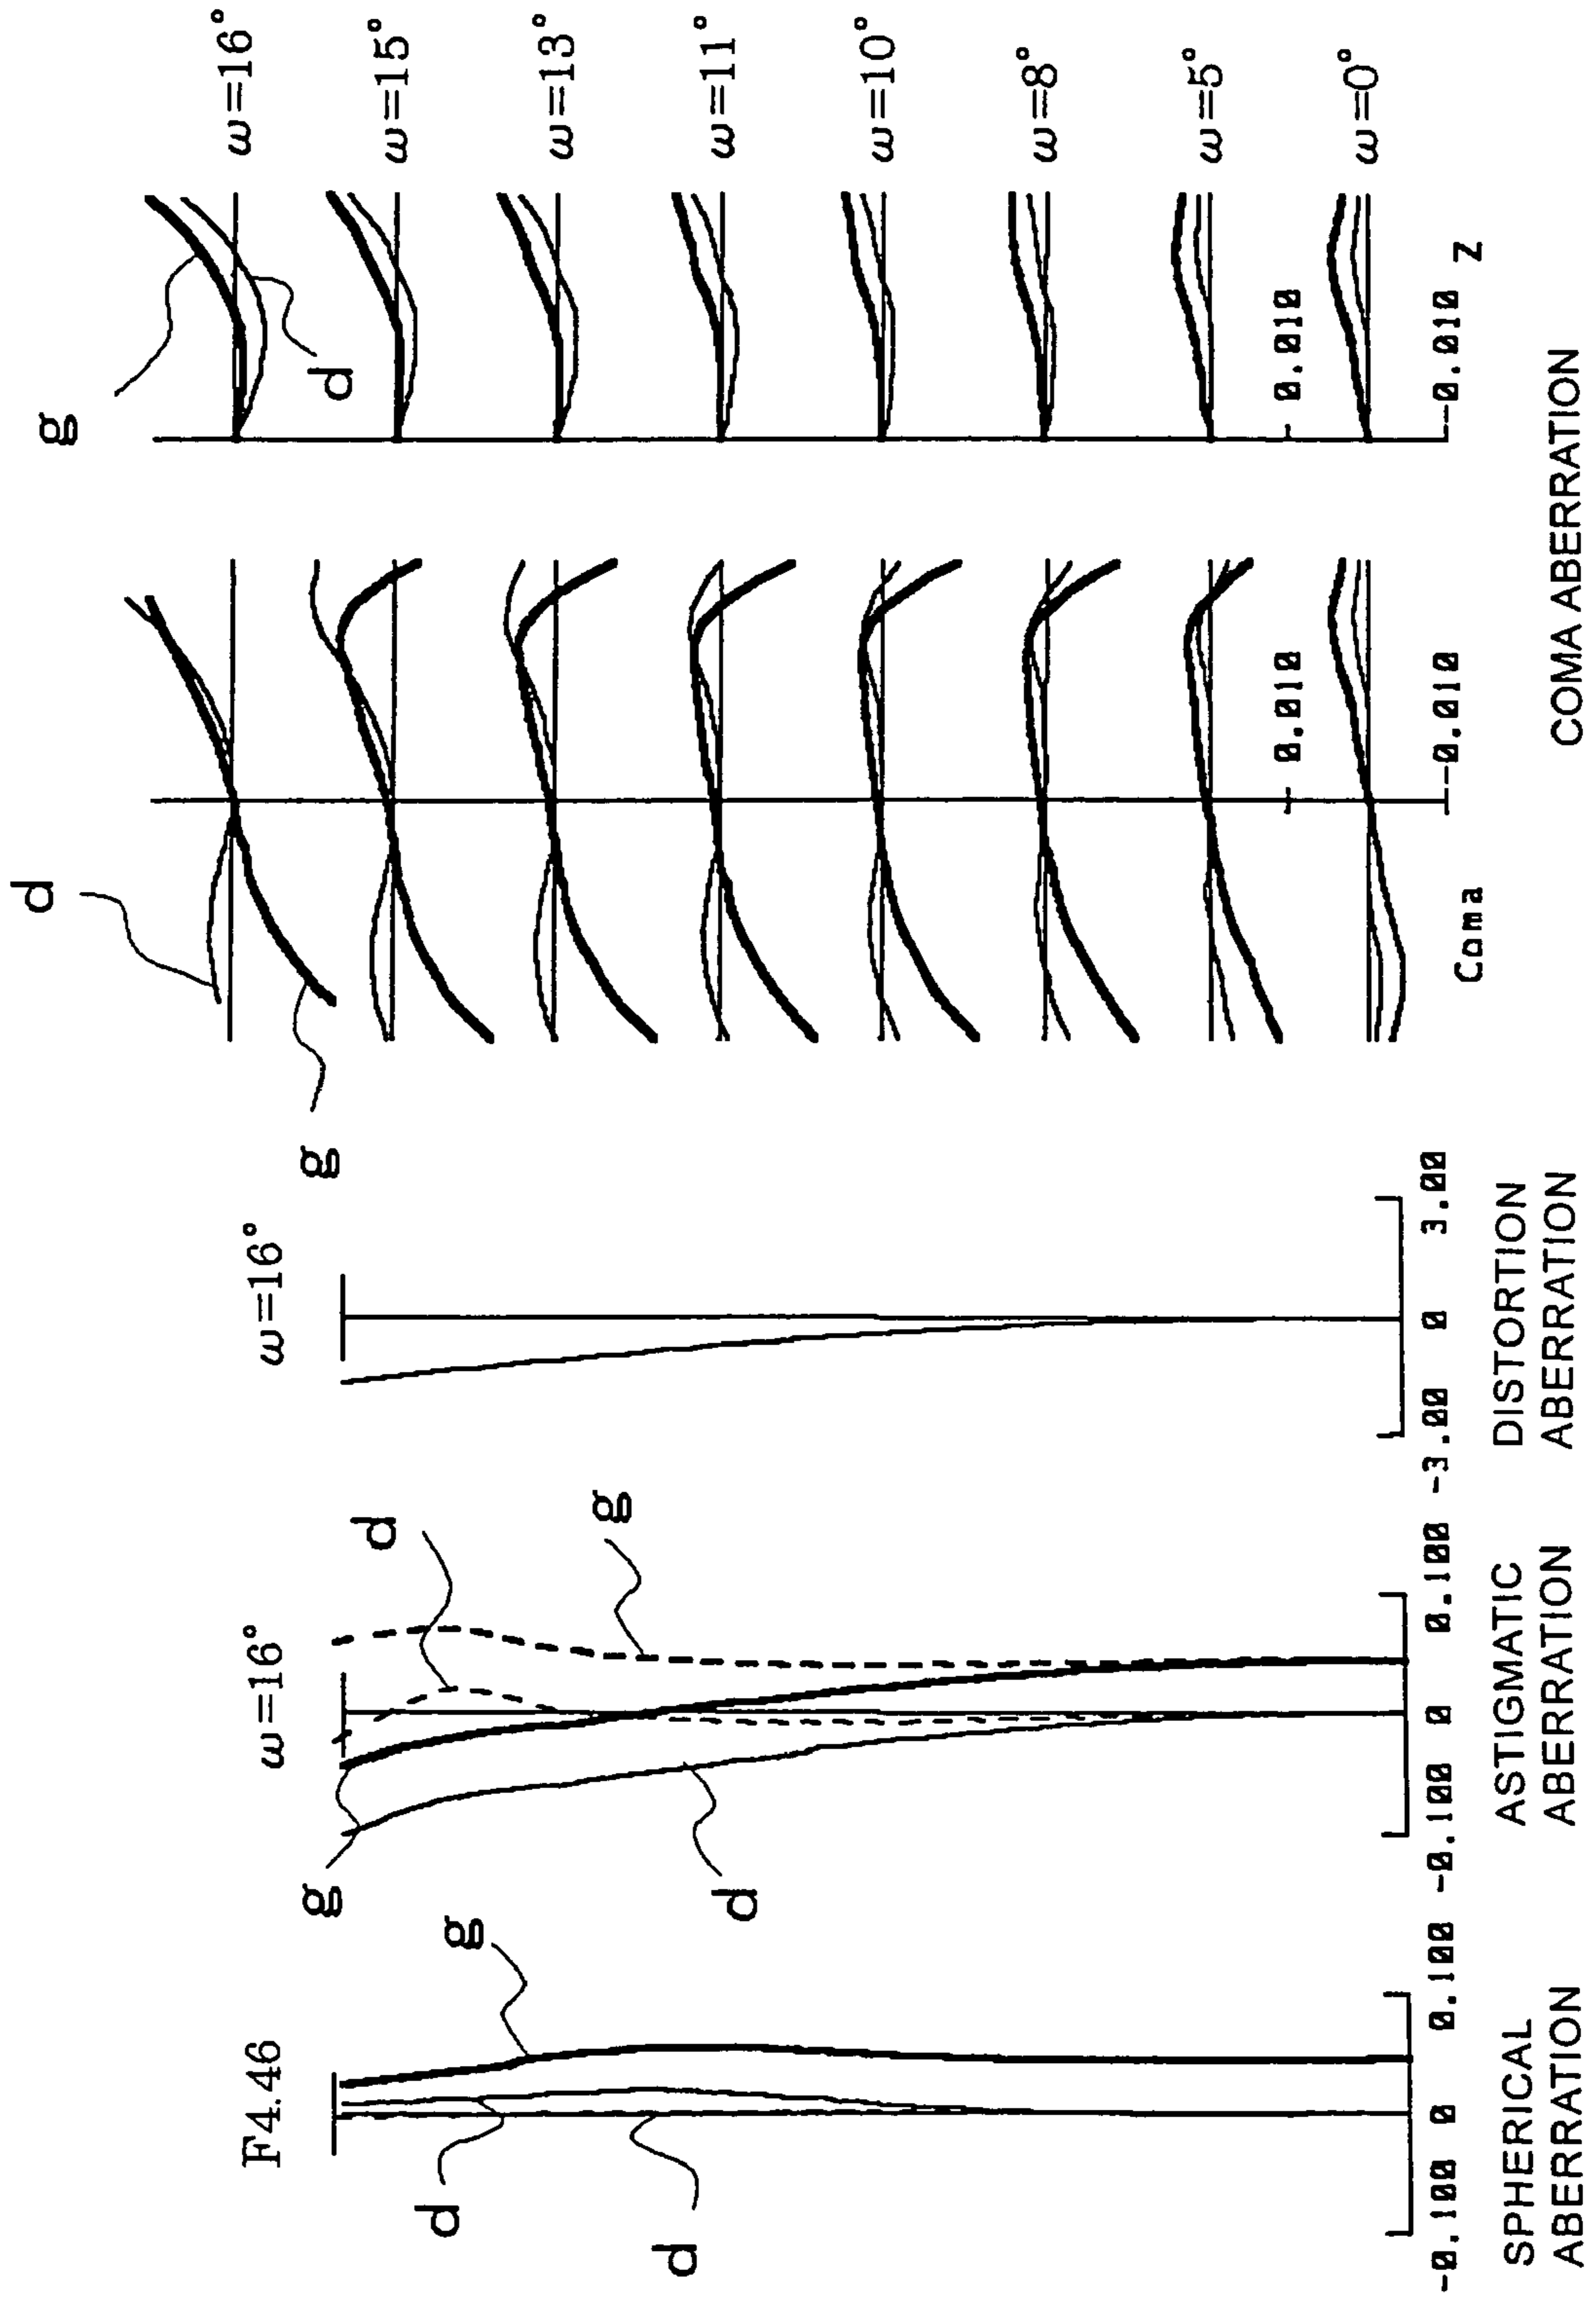 F4.46
g
d
d
-0.100 0 0.100
SPHERICAL
ABERRATION
ω=16°
g
d
g
d
-0.100 0 0.100
ASTIGMATIC
ABERRATION
ω=16°
-3.00 0 3.00
DISTORTION
ABERRATION
d
g
0.010
-0.010
Coma
g
d
ω=16°
ω=15°
ω=13°
ω=11°
ω=10°
ω=8°
ω=5°
ω=0°
0.010
-0.010
Z
COMA ABERRATION